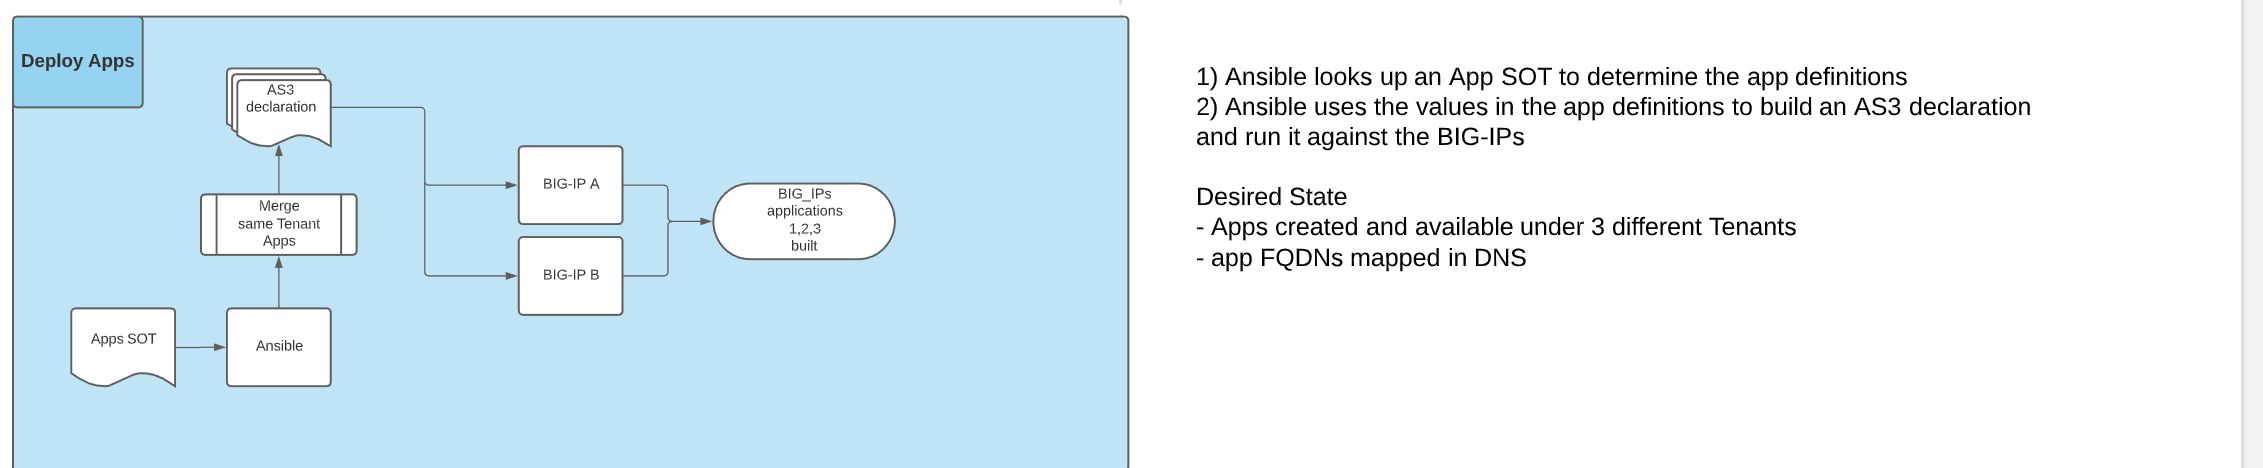 Deploy Apps
AS3
declaration
Merge
same Tenant
Apps
Apps SOT
Ansible
BIG-IP A
BIG-IP B
BIG_IPs
applications
1,2,3
built
1) Ansible looks up an App SOT to determine the app definitions
2) Ansible uses the values in the app definitions to build an AS3 declaration
and run it against the BIG-IPs
Desired State
- Apps created and available under 3 different Tenants
- app FQDNs mapped in DNS